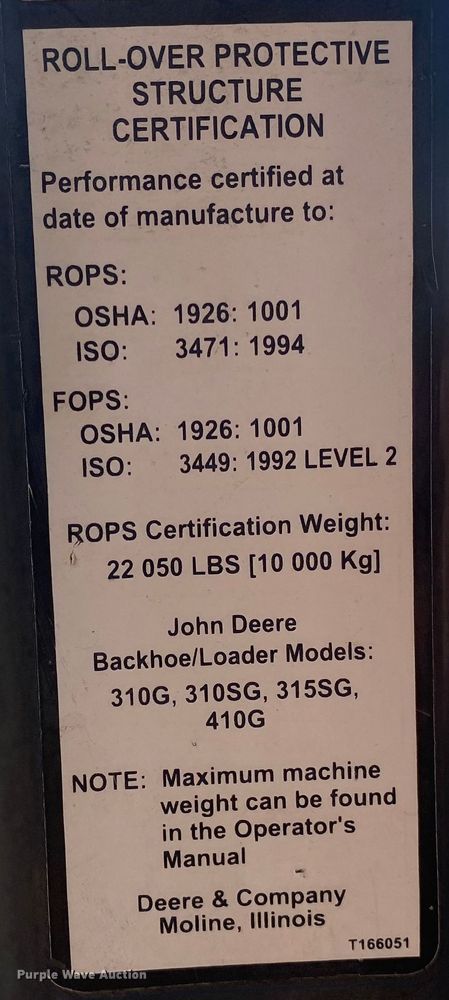 ROLL-OVER PROTECTIVE
STRUCTURE
CERTIFICATION
Performance certified at
date of manufacture to:
ROPS:
OSHA: 1926: 1001
ISO: 3471: 1994
FOPS:
OSHA: 1926: 1001
ISO: 3449: 1992 LEVEL 2
ROPS Certification Weight:
22 050 LBS [10 000 Kg]
John Deere
Backhoe/Loader Models:
310G, 310SG, 315SG,
410G
NOTE: Maximum machine
weight can be found
in the Operator's
Manual
Deere & Company
Moline, Illinois
T166051
Purple Wave Auction